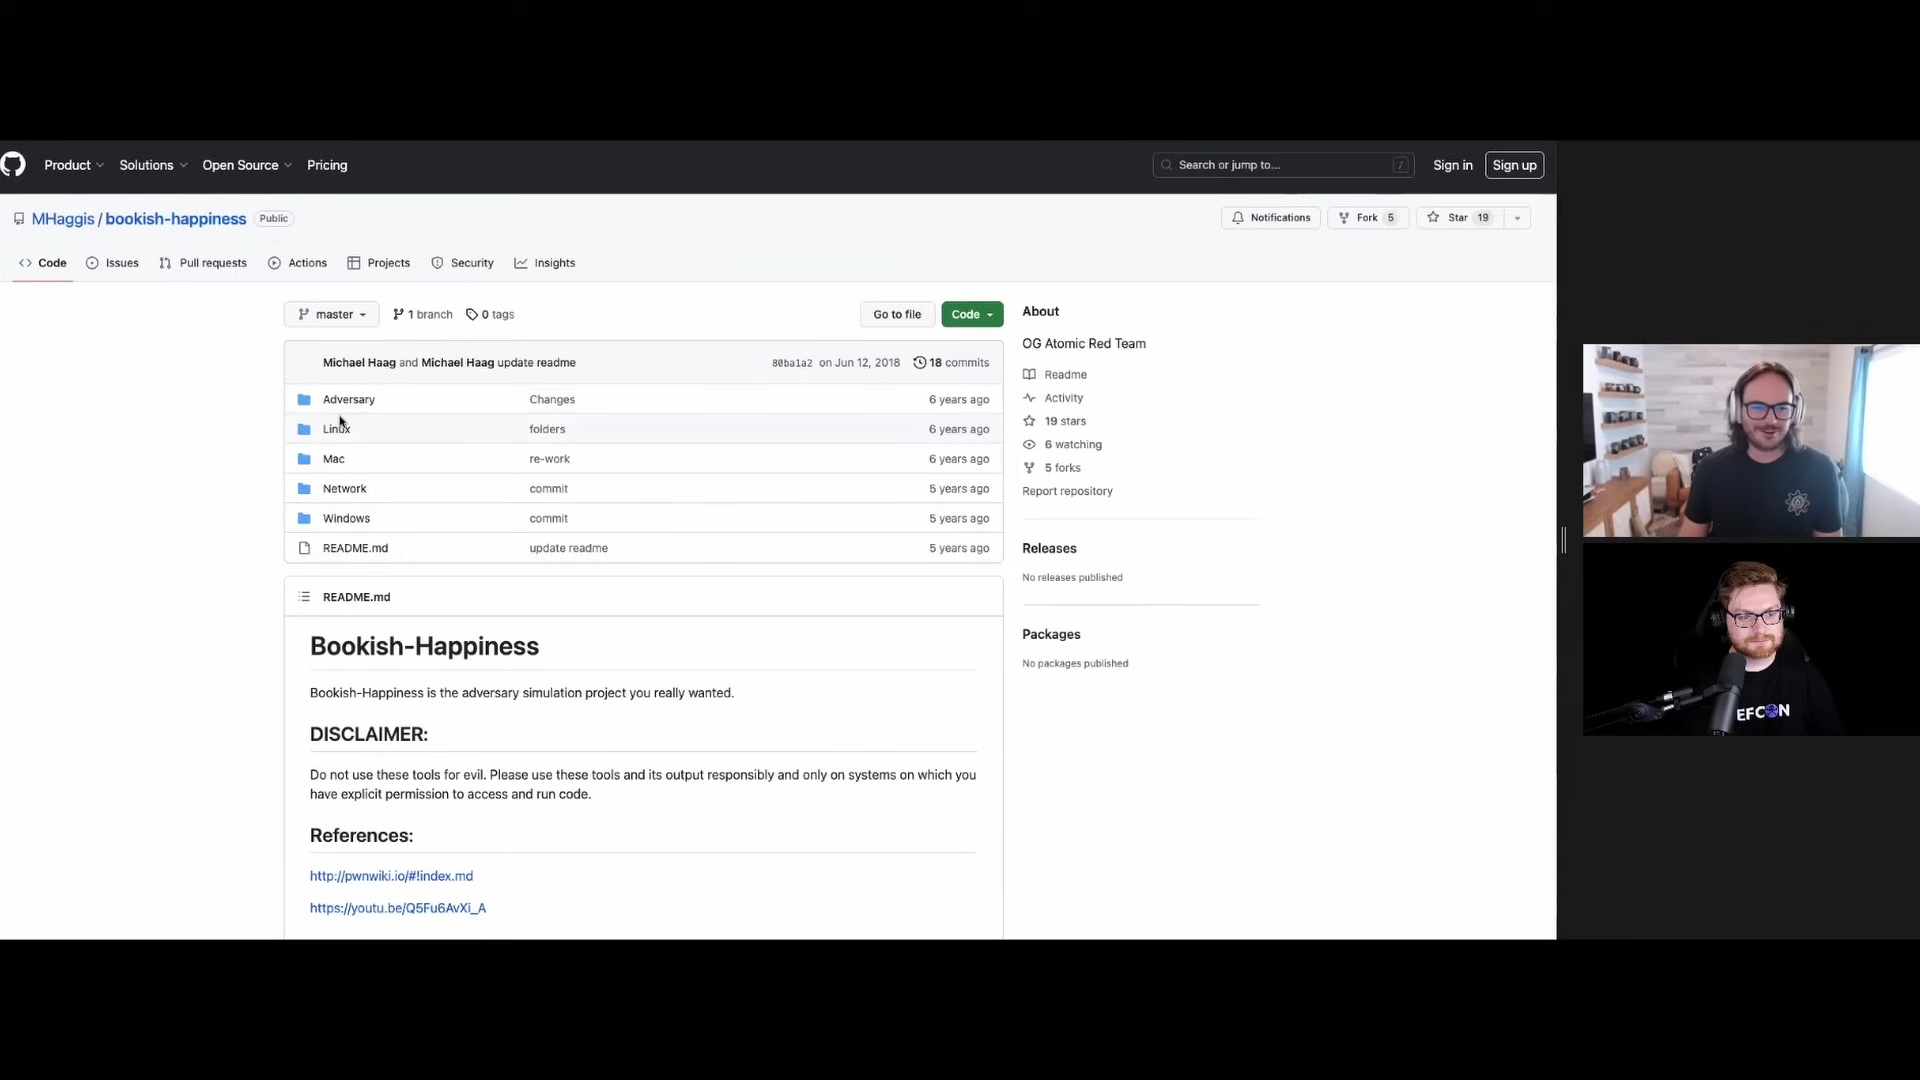 Product Solutions Open Source Pricing Search or jump to... / Sign in Sign up
MHaggis / bookish-happiness Public Notifications Fork 5 Star 19
Code Issues Pull requests Actions Projects Security Insights
master 1 branch 0 tags Go to file Code
Michael Haag and Michael Haag update readme 80ba1a2 on Jun 12, 2018 18 commits
Adversary Changes 6 years ago
Linux folders 6 years ago
Mac re-work 6 years ago
Network commit 5 years ago
Windows commit 5 years ago
README.md update readme 5 years ago
README.md
Bookish-Happiness
Bookish-Happiness is the adversary simulation project you really wanted.
DISCLAIMER:
Do not use these tools for evil. Please use these tools and its output responsibly and only on systems on which you
have explicit permission to access and run code.
References:
http://pwnwiki.io/#!index.md
https://youtu.be/Q5Fu6AvXi_A
About
OG Atomic Red Team
Readme
Activity
19 stars
6 watching
5 forks
Report repository
Releases
No releases published
Packages
No packages published
EFCON